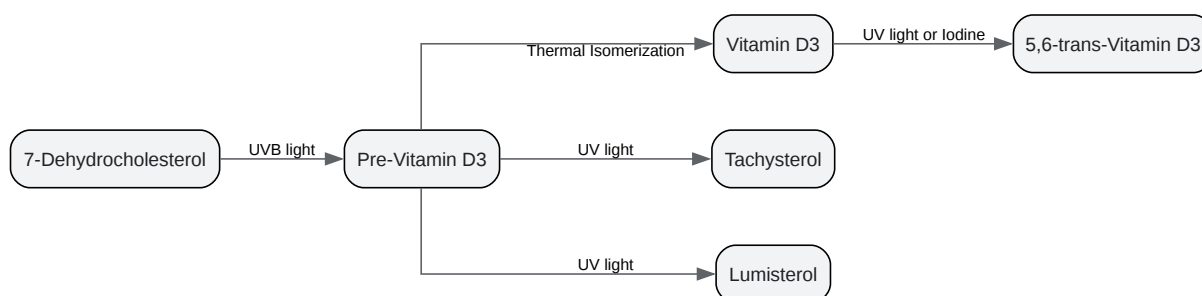 Vitamin D3
UV light or Iodine
5,6-trans-Vitamin D3
Thermal Isomerization
7-Dehydrocholesterol
UVB light
Pre-Vitamin D3
UV light
Tachysterol
UV light
Lumisterol